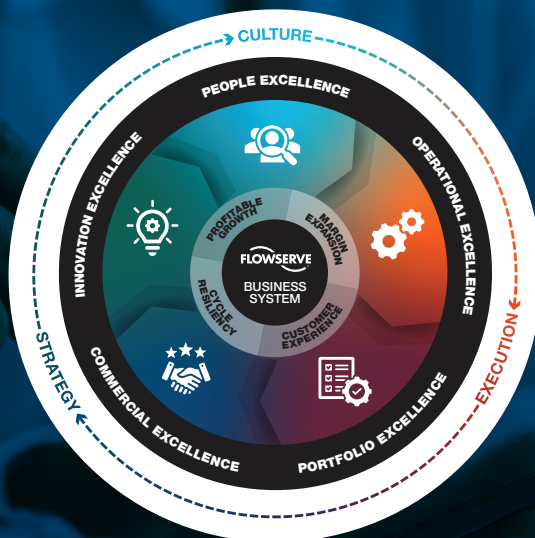 CULTURE
PEOPLE EXCELLENCE
OPERATIONAL EXCELLENCE
EXECUTION
PORTFOLIO EXCELLENCE
COMMERCIAL EXCELLENCE
STRATEGY
INNOVATION EXCELLENCE
PROFITABLE
GROWTH
MARGIN
EXPANSION
CUSTOMER
EXPERIENCE
CYCLE
RESILIENCY
FLOWSERVE
BUSINESS
SYSTEM